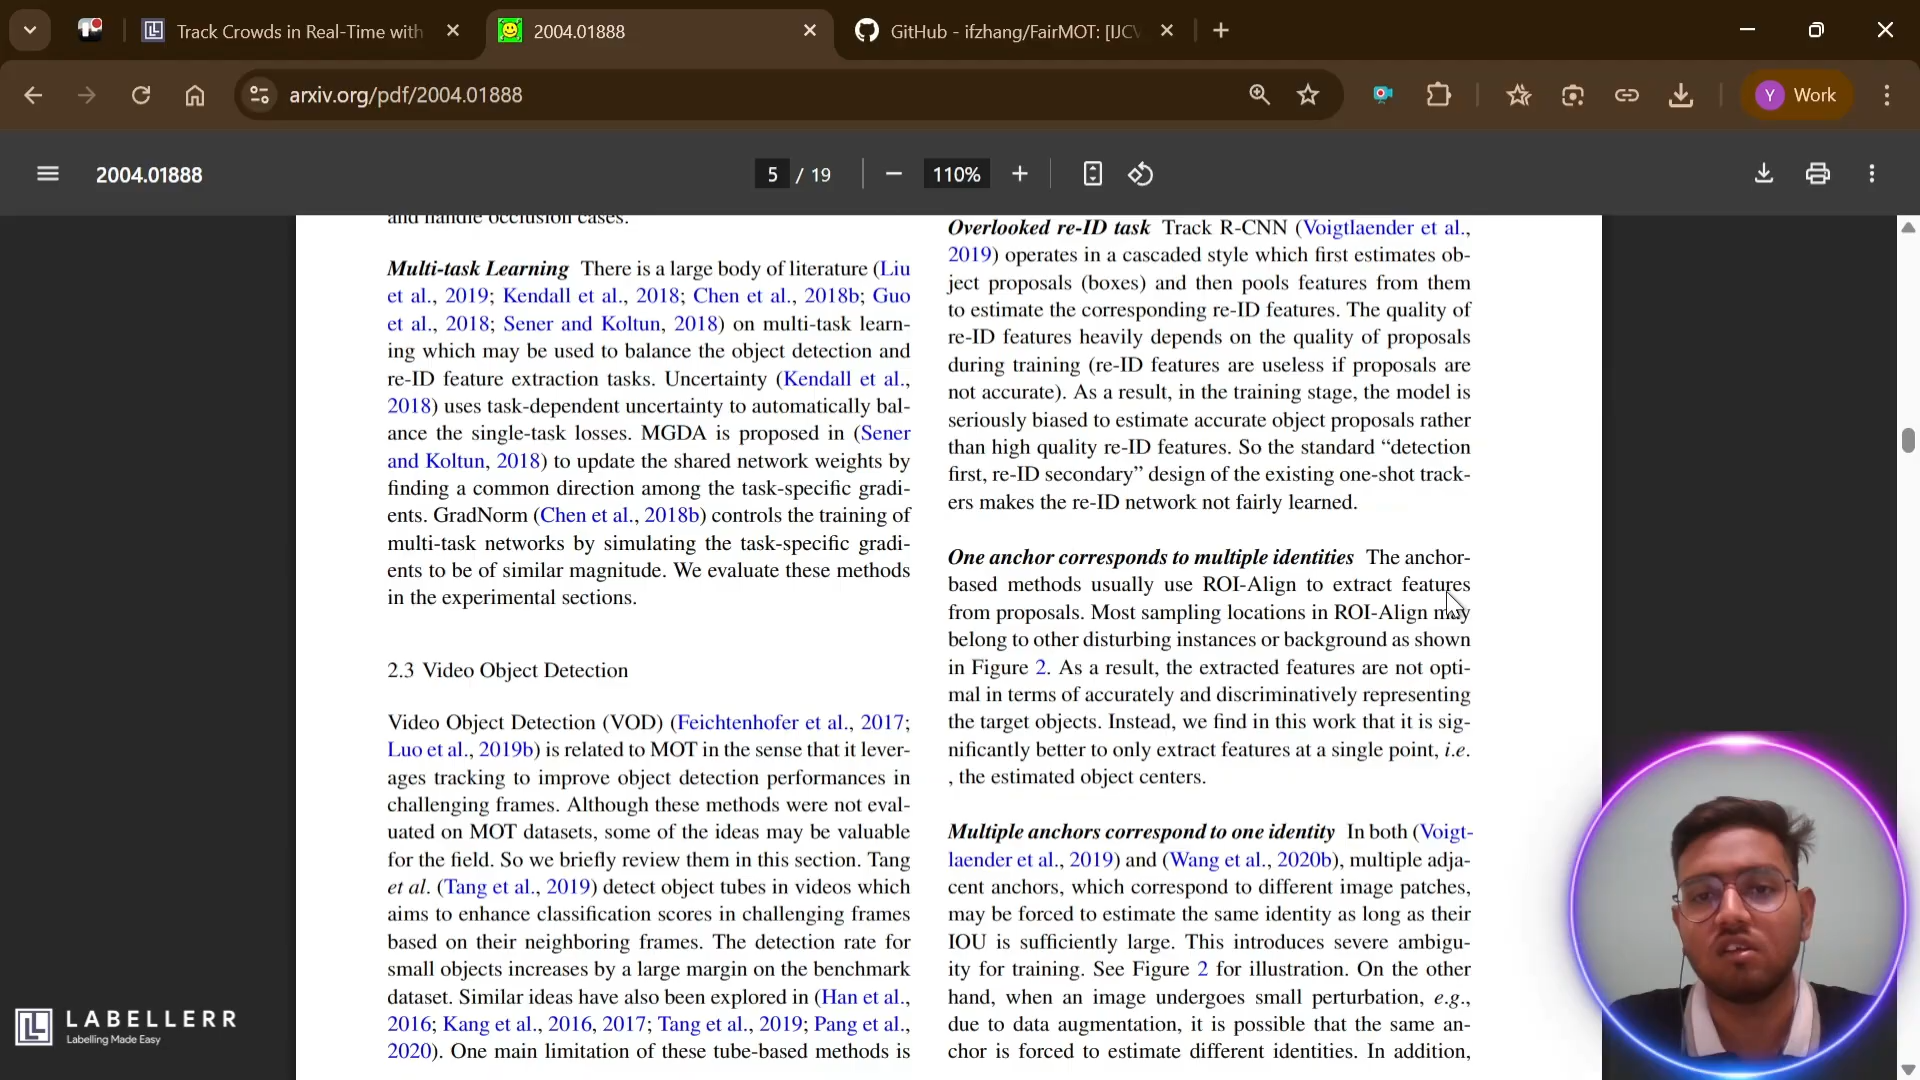 Track Crowds in Real-Time with
2004.01888
GitHub - ifzhang/FairMOT: [IJCV
arxiv.org/pdf/2004.01888
Y Work
2004.01888
5 / 19
110%
and handle occlusion cases.
Multi-task Learning There is a large body of literature (Liu
et al., 2019; Kendall et al., 2018; Chen et al., 2018b; Guo
et al., 2018; Sener and Koltun, 2018) on multi-task learn-
ing which may be used to balance the object detection and
re-ID feature extraction tasks. Uncertainty (Kendall et al.,
2018) uses task-dependent uncertainty to automatically bal-
ance the single-task losses. MGDA is proposed in (Sener
and Koltun, 2018) to update the shared network weights by
finding a common direction among the task-specific gradi-
ents. GradNorm (Chen et al., 2018b) controls the training of
multi-task networks by simulating the task-specific gradi-
ents to be of similar magnitude. We evaluate these methods
in the experimental sections.
2.3 Video Object Detection
Video Object Detection (VOD) (Feichtenhofer et al., 2017;
Luo et al., 2019b) is related to MOT in the sense that it lever-
ages tracking to improve object detection performances in
challenging frames. Although these methods were not eval-
uated on MOT datasets, some of the ideas may be valuable
for the field. So we briefly review them in this section. Tang
et al. (Tang et al., 2019) detect object tubes in videos which
aims to enhance classification scores in challenging frames
based on their neighboring frames. The detection rate for
small objects increases by a large margin on the benchmark
dataset. Similar ideas have also been explored in (Han et al.,
2016; Kang et al., 2016, 2017; Tang et al., 2019; Pang et al.,
2020). One main limitation of these tube-based methods is
Overlooked re-ID task Track R-CNN (Voigtlaender et al.,
2019) operates in a cascaded style which first estimates ob-
ject proposals (boxes) and then pools features from them
to estimate the corresponding re-ID features. The quality of
re-ID features heavily depends on the quality of proposals
during training (re-ID features are useless if proposals are
not accurate). As a result, in the training stage, the model is
seriously biased to estimate accurate object proposals rather
than high quality re-ID features. So the standard “detection
first, re-ID secondary” design of the existing one-shot track-
ers makes the re-ID network not fairly learned.
One anchor corresponds to multiple identities The anchor-
based methods usually use ROI-Align to extract features
from proposals. Most sampling locations in ROI-Align may
belong to other disturbing instances or background as shown
in Figure 2. As a result, the extracted features are not opti-
mal in terms of accurately and discriminatively representing
the target objects. Instead, we find in this work that it is sig-
nificantly better to only extract features at a single point, i.e.
, the estimated object centers.
Multiple anchors correspond to one identity In both (Voigt-
laender et al., 2019) and (Wang et al., 2020b), multiple adja-
cent anchors, which correspond to different image patches,
may be forced to estimate the same identity as long as their
IOU is sufficiently large. This introduces severe ambigu-
ity for training. See Figure 2 for illustration. On the other
hand, when an image undergoes small perturbation, e.g.,
due to data augmentation, it is possible that the same an-
chor is forced to estimate different identities. In addition,
LABELLERR
Labelling Made Easy